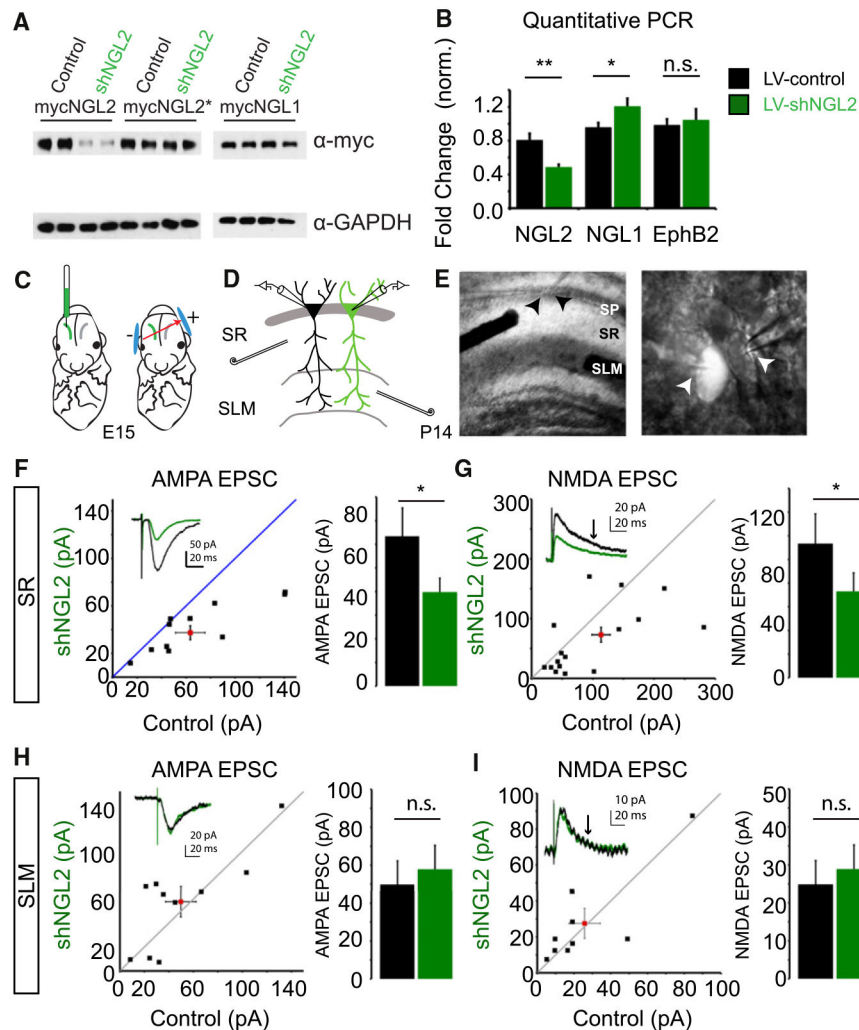 A
Control
shNGL2
Control
shNGL2
Control
shNGL2
mycNGL2
mycNGL2*
mycNGL1
α-myc
α-GAPDH
B
Quantitative PCR
**
*
n.s.
LV-control
LV-shNGL2
Fold Change (norm.)
1.2
0.8
0.4
0.0
NGL2
NGL1
EphB2
C
-
+
E15
D
SR
SLM
P14
E
SP
SR
SLM
SR
F
AMPA EPSC
shNGL2 (pA)
140
100
60
20
0
50 pA
20 ms
0 20
60
100
140
Control (pA)
*
AMPA EPSC (pA)
80
60
40
20
0
G
NMDA EPSC
shNGL2 (pA)
300
200
100
0
20 pA
20 ms
0
100
200
300
Control (pA)
*
NMDA EPSC (pA)
120
80
40
0
SLM
H
AMPA EPSC
shNGL2 (pA)
140
100
60
20
0
20 pA
20 ms
0 20
60
100
140
Control (pA)
n.s.
AMPA EPSC (pA)
100
80
60
40
20
0
I
NMDA EPSC
shNGL2 (pA)
100
80
60
40
20
0
10 pA
20 ms
0
20
40
60
80
100
Control (pA)
n.s.
NMDA EPSC (pA)
50
40
30
20
10
0